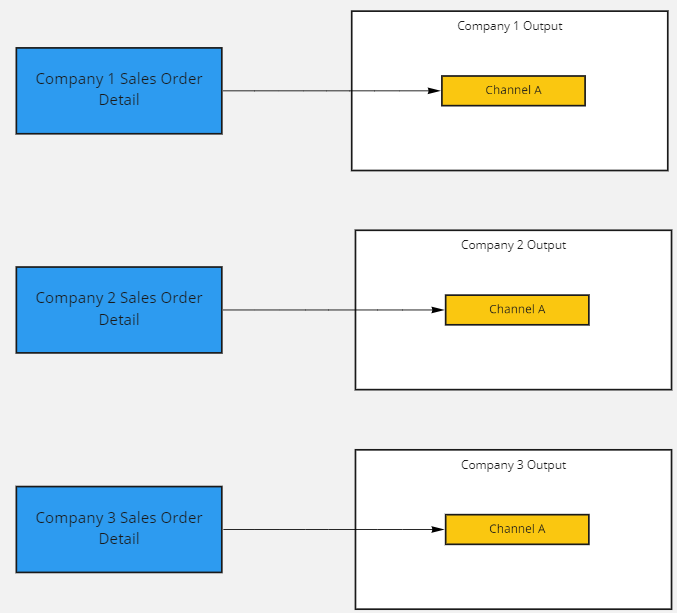 Company 1 Output
Company 1 Sales Order
Detail
Channel A
Company 2 Output
Company 2 Sales Order
Detail
Channel A
Company 3 Output
Company 3 Sales Order
Detail
Channel A